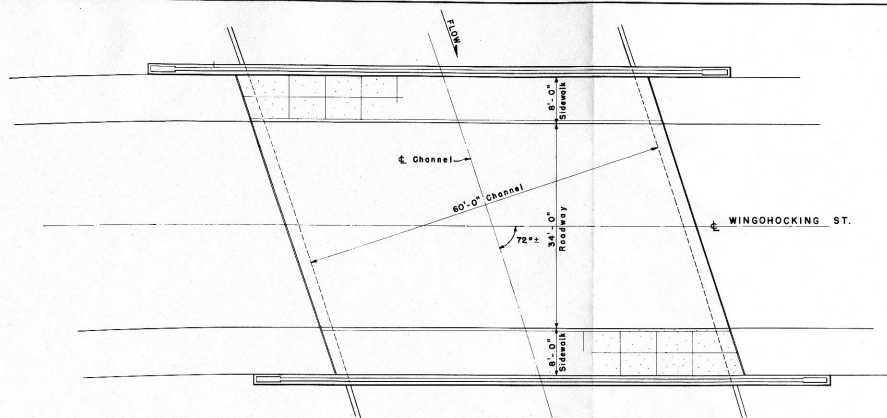 FLOW
8'-0"
Sidewalk
℄ Channel
60'-0" Channel
34'-0"
Roadway
72°±
℄ WINGOHOCKING ST.
8'-0"
Sidewalk